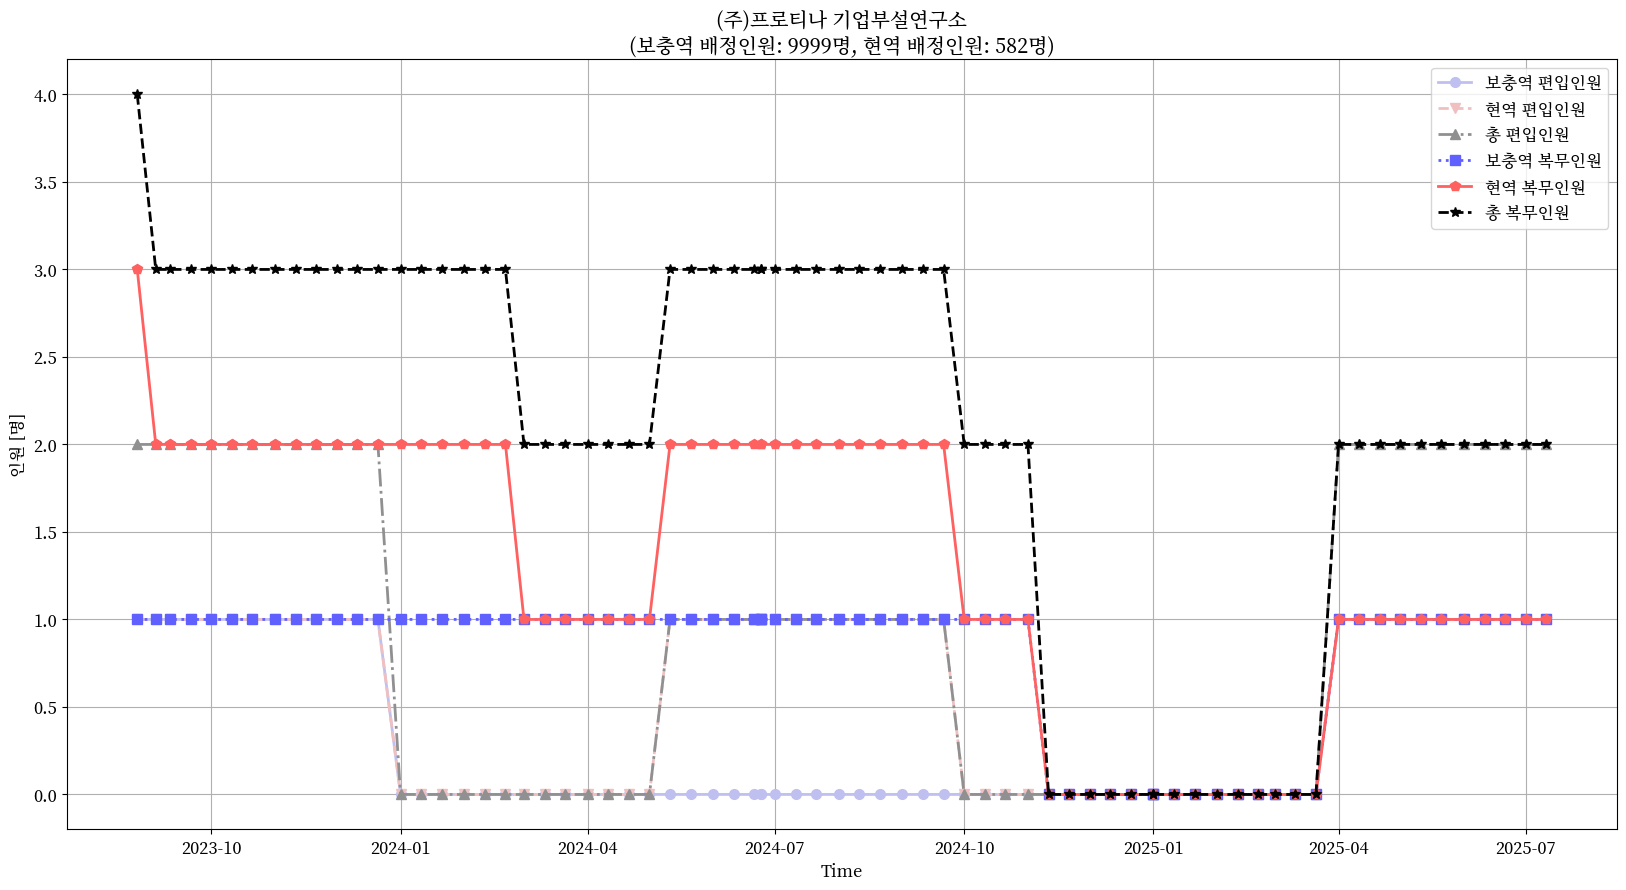 (주)프로티나 기업부설연구소
(보충역 배정인원: 9999명, 현역 배정인원: 582명)
보충역 편입인원
현역 편입인원
총 편입인원
보충역 복무인원
현역 복무인원
총 복무인원
4.0
3.5
3.0
2.5
2.0
1.5
1.0
0.5
0.0
인원 [명]
2023-10
2024-01
2024-04
2024-07
2024-10
2025-01
2025-04
2025-07
Time